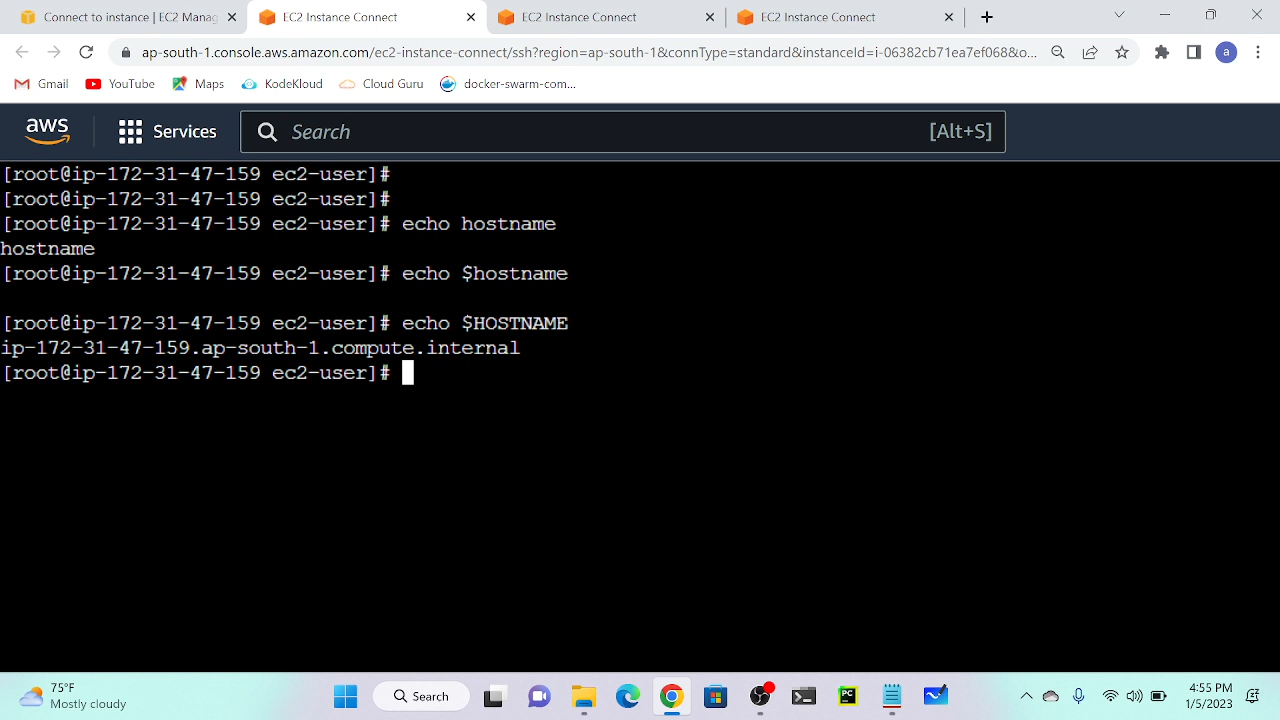 Connect to instance | EC2 Manag
EC2 Instance Connect
EC2 Instance Connect
EC2 Instance Connect
ap-south-1.console.aws.amazon.com/ec2-instance-connect/ssh?region=ap-south-1&connType=standard&instanceId=i-06382cb71ea7ef068&o...
a
Gmail
YouTube
Maps
KodeKloud
Cloud Guru
docker-swarm-com...
aws
Services
Search
[Alt+S]
[root@ip-172-31-47-159 ec2-user]#
[root@ip-172-31-47-159 ec2-user]#
[root@ip-172-31-47-159 ec2-user]# echo hostname
hostname
[root@ip-172-31-47-159 ec2-user]# echo $hostname
[root@ip-172-31-47-159 ec2-user]# echo $HOSTNAME
ip-172-31-47-159.ap-south-1.compute.internal
[root@ip-172-31-47-159 ec2-user]#
75°F
Mostly cloudy
Search
PC
4:55 PM
1/5/2023